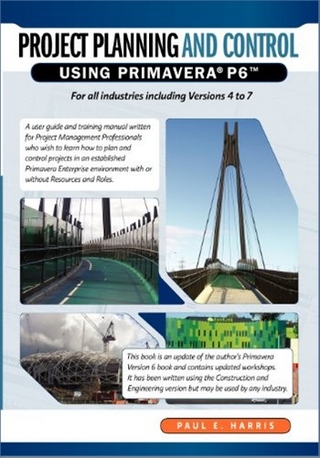 PROJECT PLANNING AND CONTROL
USING PRIMAVERA® P6™
For all industries including Versions 4 to 7
A user guide and training manual written
for Project Management Professionals
who wish to learn how to plan and
control projects in an established
Primavera Enterprise environment with or
without Resources and Roles.
This book is an update of the author's Primavera
Version 6 book and contains updated workshops.
It has been written using the Construction and
Engineering version but may be used by any industry.
PAUL E. HARRIS